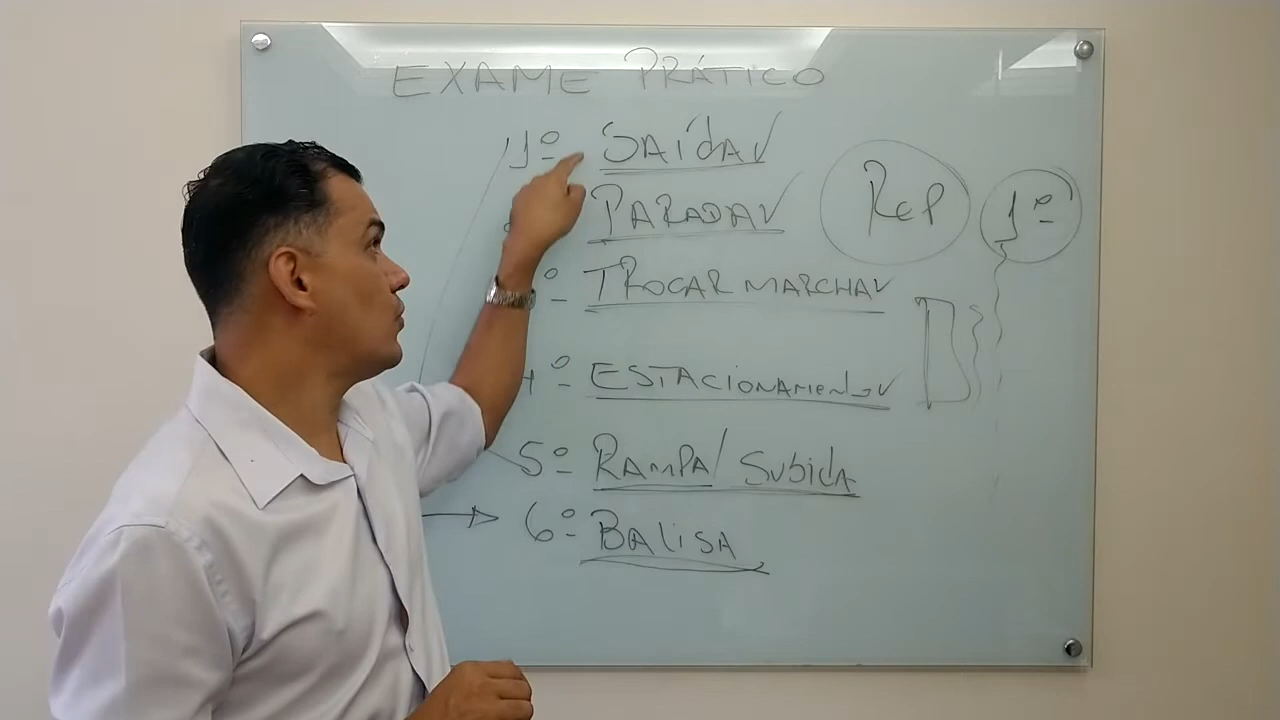 EXAME PRÁTICO
1º SAÍDA
PARADA
Rep
1º
º TROCAR MARCHA
4º ESTACIONAMENTO
5º RAMPA/ SUBIDA
6º BALISA